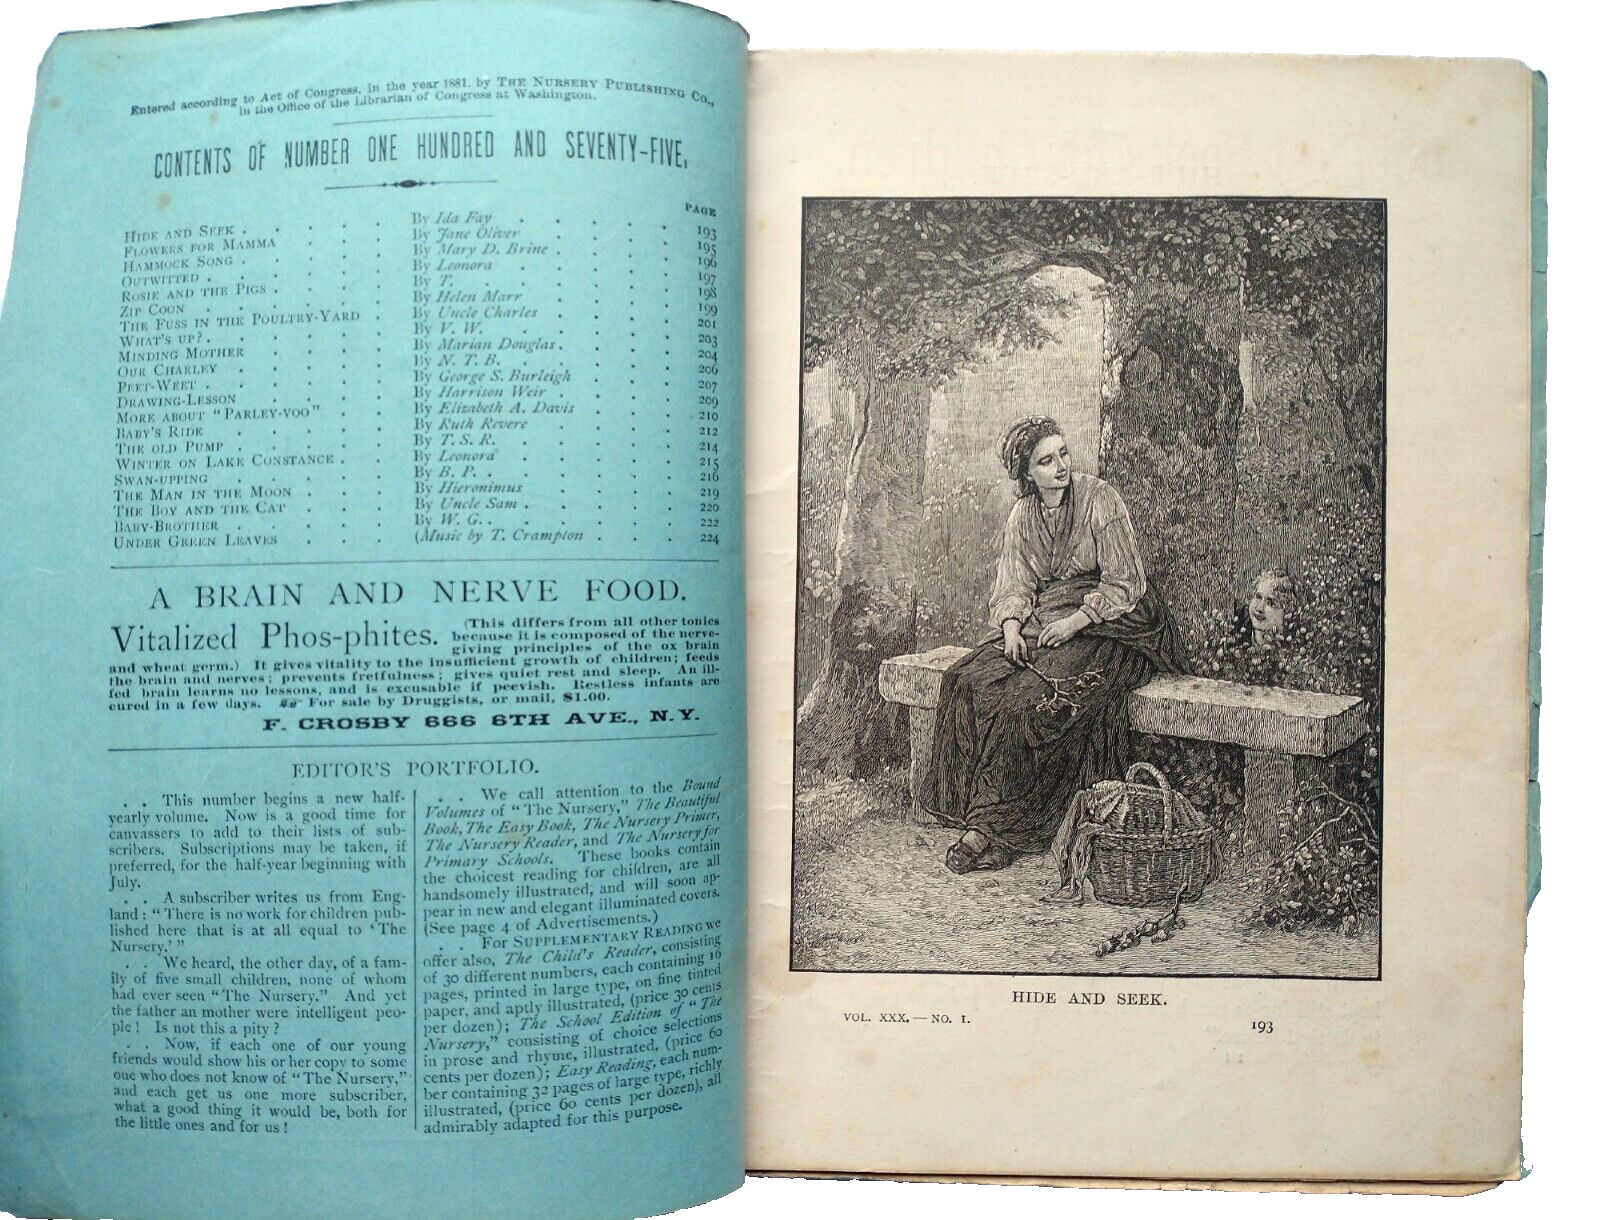 Entered according to Act of Congress, in the year 1881, by THE NURSERY PUBLISHING CO.,
in the Office of the Librarian of Congress at Washington.
CONTENTS OF NUMBER ONE HUNDRED AND SEVENTY-FIVE,
PAGE
HIDE AND SEEK . . . . . By Ida Fay . . . . . 193
FLOWERS FOR MAMMA . . . By Jane Oliver . . . . 195
HAMMOCK SONG . . . . . By Mary D. Brine . . . . 196
OUTWITTED . . . . . . By Leonora . . . . . 197
ROSIE AND THE PIGS . . . . By T. . . . . . . 198
ZIP COON . . . . . . By Helen Marr . . . . 199
THE FUSS IN THE POULTRY-YARD . By Uncle Charles . . . . 201
WHAT'S UP? . . . . . . By V. W. . . . . . 203
MINDING MOTHER . . . . By Marian Douglas . . . . 204
OUR CHARLEY . . . . . By N. T. B. . . . . . 206
PEET-WEET . . . . . . By George S. Burleigh . . . 207
DRAWING-LESSON . . . . By Harrison Weir . . . . 209
MORE ABOUT "PARLEY-VOO" . . By Elizabeth A. Davis . . . 210
BABY'S RIDE . . . . . By Ruth Revere . . . . 212
THE OLD PUMP . . . . . By T. S. R. . . . . . 214
WINTER ON LAKE CONSTANCE . . By Leonora . . . . . 215
SWAN-UPPING . . . . . By B. P. . . . . . . 216
THE MAN IN THE MOON . . . By Hieronimus . . . . 219
THE BOY AND THE CAT . . . By Uncle Sam . . . . . 220
BABY-BROTHER . . . . . By W. G. . . . . . . 222
UNDER GREEN LEAVES . . . (Music by T. Crampton . . . 224
A BRAIN AND NERVE FOOD.
Vitalized Phos-phites. (This differs from all other tonics
because it is composed of the nerve-
giving principles of the ox brain
and wheat germ.) It gives vitality to the insufficient growth of children; feeds
the brain and nerves; prevents fretfulness; gives quiet rest and sleep. An ill-
fed brain learns no lessons, and is excusable if peevish. Restless infants are
cured in a few days. ☞ For sale by Druggists, or mail, $1.00.
F. CROSBY 666 6TH AVE., N.Y.
EDITOR'S PORTFOLIO.
. . This number begins a new half-
yearly volume. Now is a good time for
canvassers to add to their lists of sub-
scribers. Subscriptions may be taken, if
preferred, for the half-year beginning with
July.
. . A subscriber writes us from Eng-
land: "There is no work for children pub-
lished here that is at all equal to 'The
Nursery.'"
. . We heard, the other day, of a fam-
ily of five small children, none of whom
had ever seen "The Nursery." And yet
the father an mother were intelligent peo-
ple! Is not this a pity?
. . Now, if each one of our young
friends would show his or her copy to some
one who does not know of "The Nursery,"
and each get us one more subscriber,
what a good thing it would be, both for
the little ones and for us!
. . We call attention to the Bound
Volumes of "The Nursery," The Beautiful
Book, The Easy Book, The Nursery Primer,
The Nursery Reader, and The Nursery for
Primary Schools. These books contain
the choicest reading for children, are all
handsomely illustrated, and will soon ap-
pear in new and elegant illuminated covers.
(See page 4 of Advertisements.)
. . For SUPPLEMENTARY READING we
offer also, The Child's Reader, consisting
of 30 different numbers, each containing 16
pages, printed in large type, on fine tinted
paper, and aptly illustrated, (price 30 cents
per dozen); The School Edition of "The
Nursery," consisting of choice selections
in prose and rhyme, illustrated, (price 60
cents per dozen); Easy Reading, each num-
ber containing 32 pages of large type, richly
illustrated, (price 60 cents per dozen), all
admirably adapted for this purpose.
HIDE AND SEEK.
VOL. XXX.—NO. 1.
193